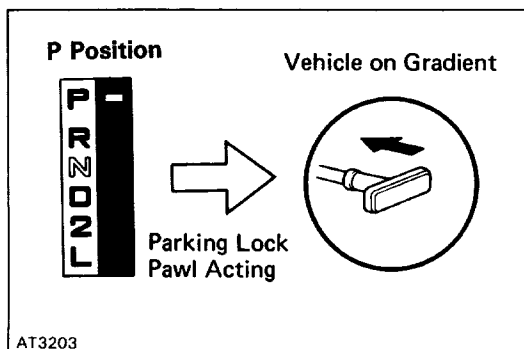 P Position
Vehicle on Gradient
P
R
N
D
2
L
Parking Lock
Pawl Acting
AT3203